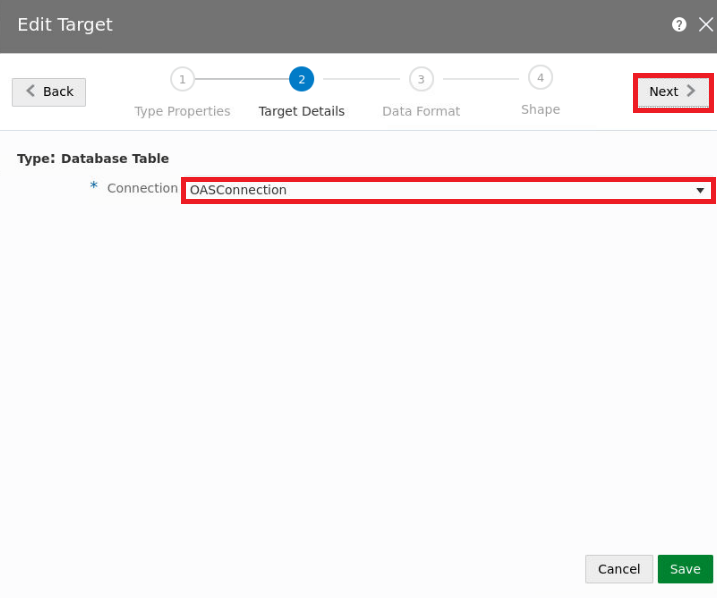 Edit Target
Back
1
2
3
4
Next
Type Properties
Target Details
Data Format
Shape
Type: Database Table
* Connection OASConnection
Cancel
Save